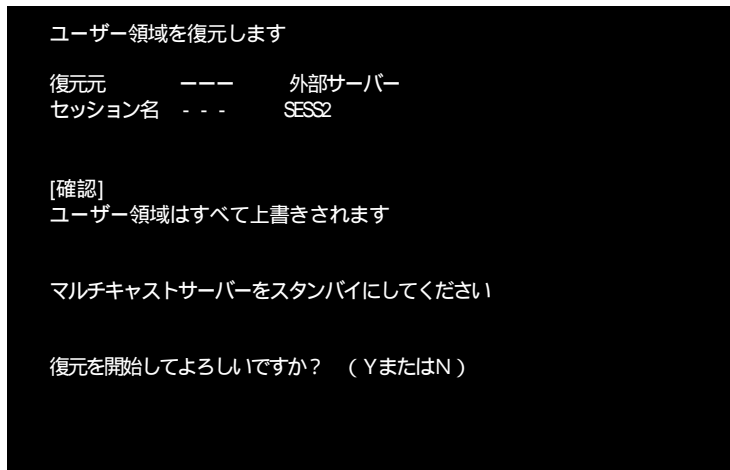 ユーザー領域を復元します
復元元 ーーー 外部サーバー
セッション名 - - - SESS2
[確認]
ユーザー領域はすべて上書きされます
マルチキャストサーバーをスタンバイにしてください
復元を開始してよろしいですか? (YまたはN)